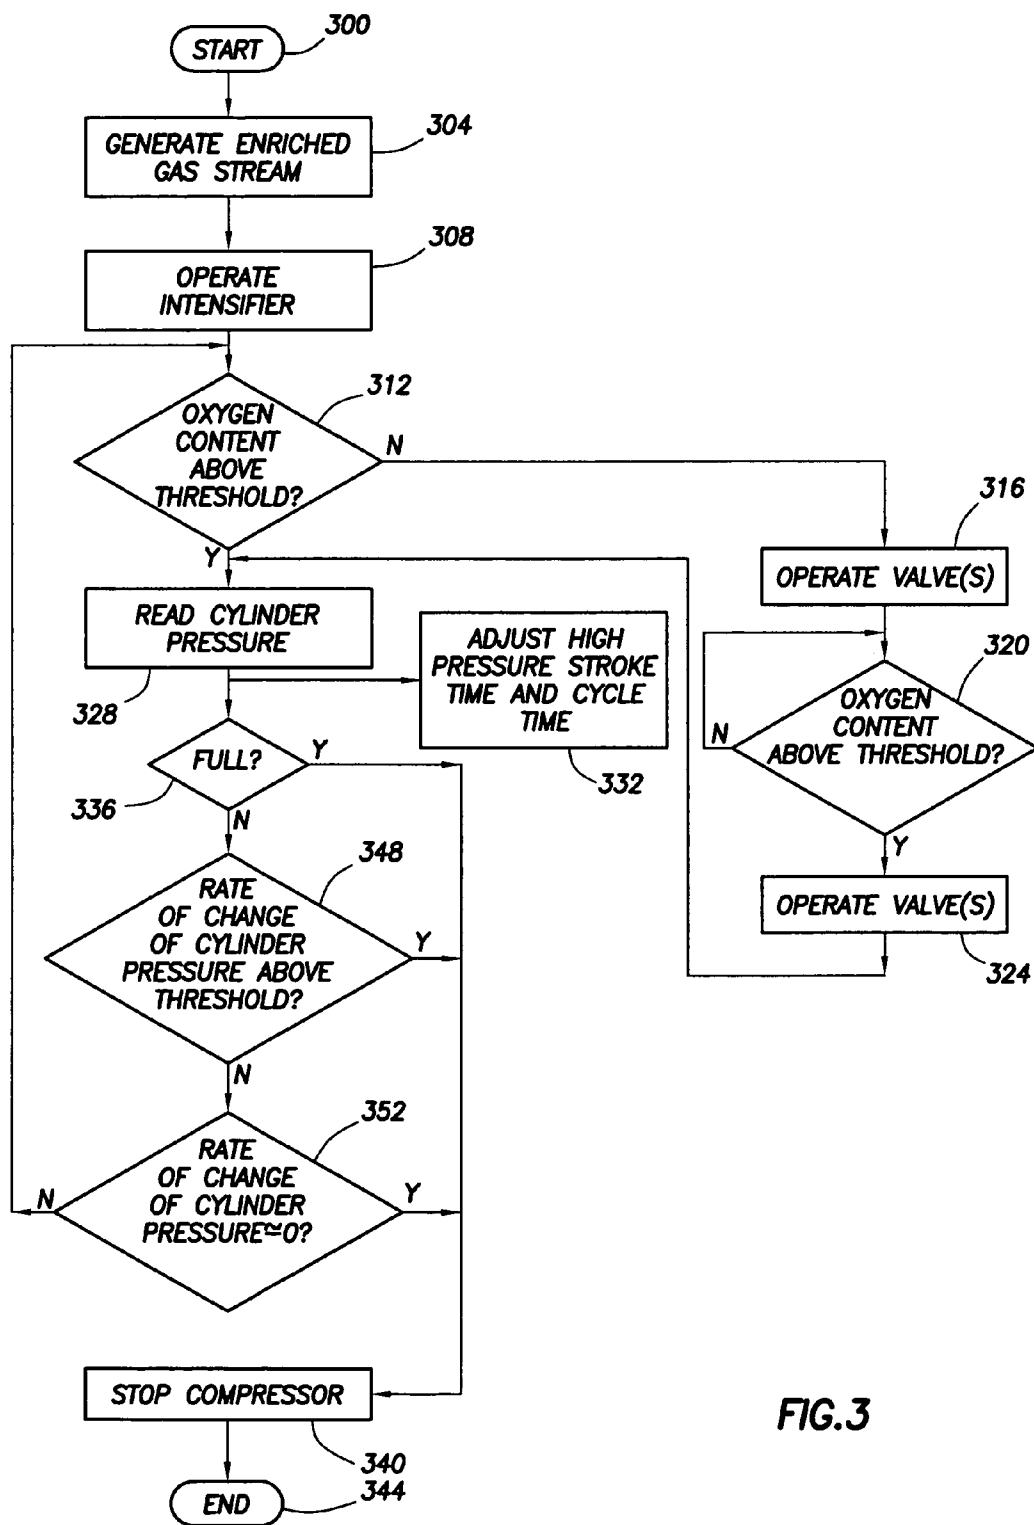 START
300
GENERATE ENRICHED
GAS STREAM
304
OPERATE
INTENSIFIER
308
OXYGEN
CONTENT
ABOVE
THRESHOLD?
312
N
Y
OPERATE VALVE(S)
316
OXYGEN
CONTENT
ABOVE THRESHOLD?
320
N
Y
OPERATE VALVE(S)
324
READ CYLINDER
PRESSURE
328
ADJUST HIGH
PRESSURE STROKE
TIME AND CYCLE
TIME
332
FULL?
336
Y
N
RATE
OF CHANGE
OF CYLINDER
PRESSURE ABOVE
THRESHOLD?
348
Y
N
RATE
OF CHANGE
OF CYLINDER
PRESSURE≃0?
352
N
Y
STOP COMPRESSOR
340
END
344
FIG.3